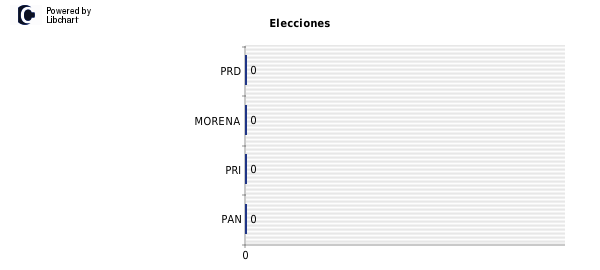 Powered by
Libchart
Elecciones
PRD 0
MORENA 0
PRI 0
PAN 0
0